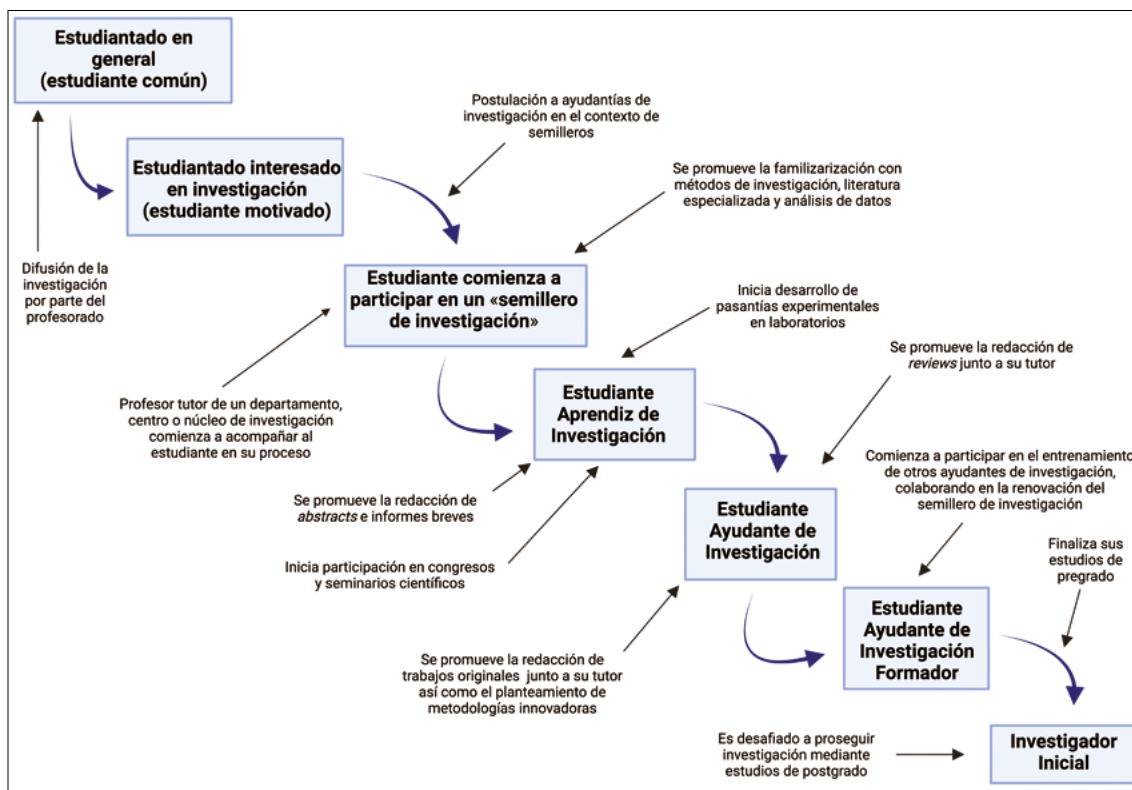 Estudiantado en
general
(estudiante común)
Postulación a ayudantías de
investigación en el contexto de
semilleros
Estudiantado interesado
en investigación
(estudiante motivado)
Se promueve la familizarización con
métodos de investigación, literatura
especializada y análisis de datos
Difusión de la
investigación
por parte del
profesorado
Estudiante comienza a
participar en un «semillero
de investigación»
Inicia desarrollo de
pasantías experimentales
en laboratorios
Se promueve la redacción de
reviews junto a su tutor
Profesor tutor de un departamento,
centro o núcleo de investigación
comienza a acompañar al
estudiante en su proceso
Estudiante
Aprendiz de
Investigación
Comienza a participar en el entrenamiento
de otros ayudantes de investigación,
colaborando en la renovación del
semillero de investigación
Se promueve la redacción de
abstracts e informes breves
Estudiante
Ayudante de
Investigación
Inicia participación en congresos
y seminarios científicos
Finaliza sus
estudios de
pregrado
Estudiante
Ayudante de
Investigación
Formador
Se promueve la redacción de
trabajos originales junto a su tutor
así como el planteamiento de
metodologías innovadoras
Es desafiado a proseguir
investigación mediante
estudios de postgrado
Investigador
Inicial